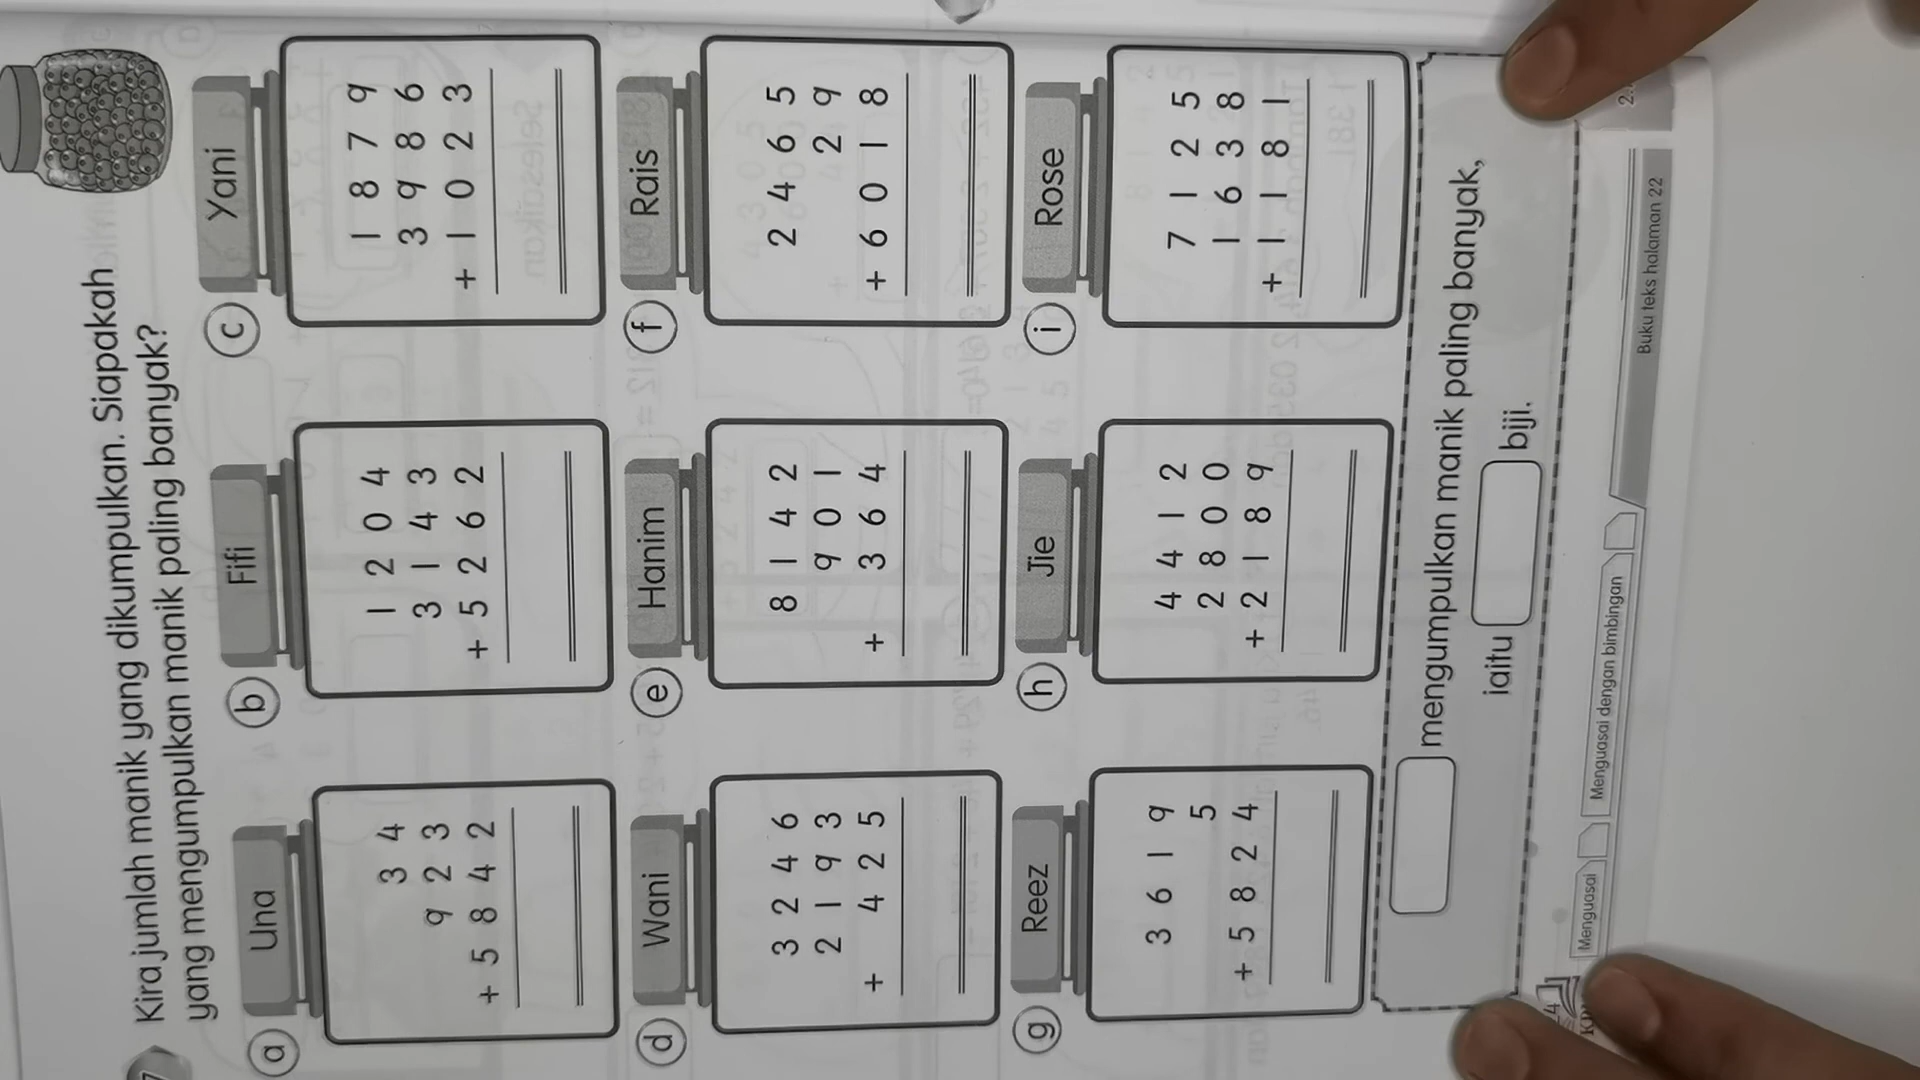 Kira jumlah manik yang dikumpulkan. Siapakah
yang mengumpulkan manik paling banyak?
a Una
3 4
9 2 3
+ 5 8 4 2
b Fifi
1 2 0 4
3 1 4 3
+ 5 2 6 2
c Yani
1 8 7 9
3 9 8 6
+ 1 0 2 3
d Wani
3 2 4 6
2 1 9 3
+ 4 2 5
e Hanim
8 1 4 2
9 0 1
+ 3 6 4
f Rais
2 4 6 5
2 9
+ 6 0 1 8
g Reez
3 6 1 9
5
+ 5 8 2 4
h Jie
4 4 1 2
2 8 0 0
+ 2 1 8 9
i Rose
7 1 2 5
1 6 3 8
+ 1 1 8 1
mengumpulkan manik paling banyak,
iaitu biji.
Menguasai Menguasai dengan bimbingan
Buku teks halaman 22